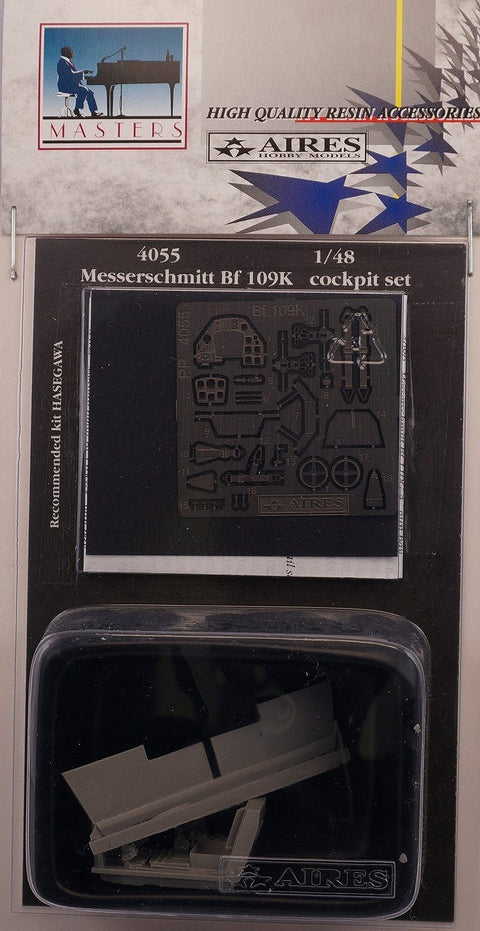 MASTERS
HIGH QUALITY RESIN ACCESSORIES
AIRES
HOBBY MODELS
4055 1/48
Messerschmitt Bf 109K cockpit set
Recommended kit HASEGAWA
PP 4055
Bf 109K
AIRES
AIRES